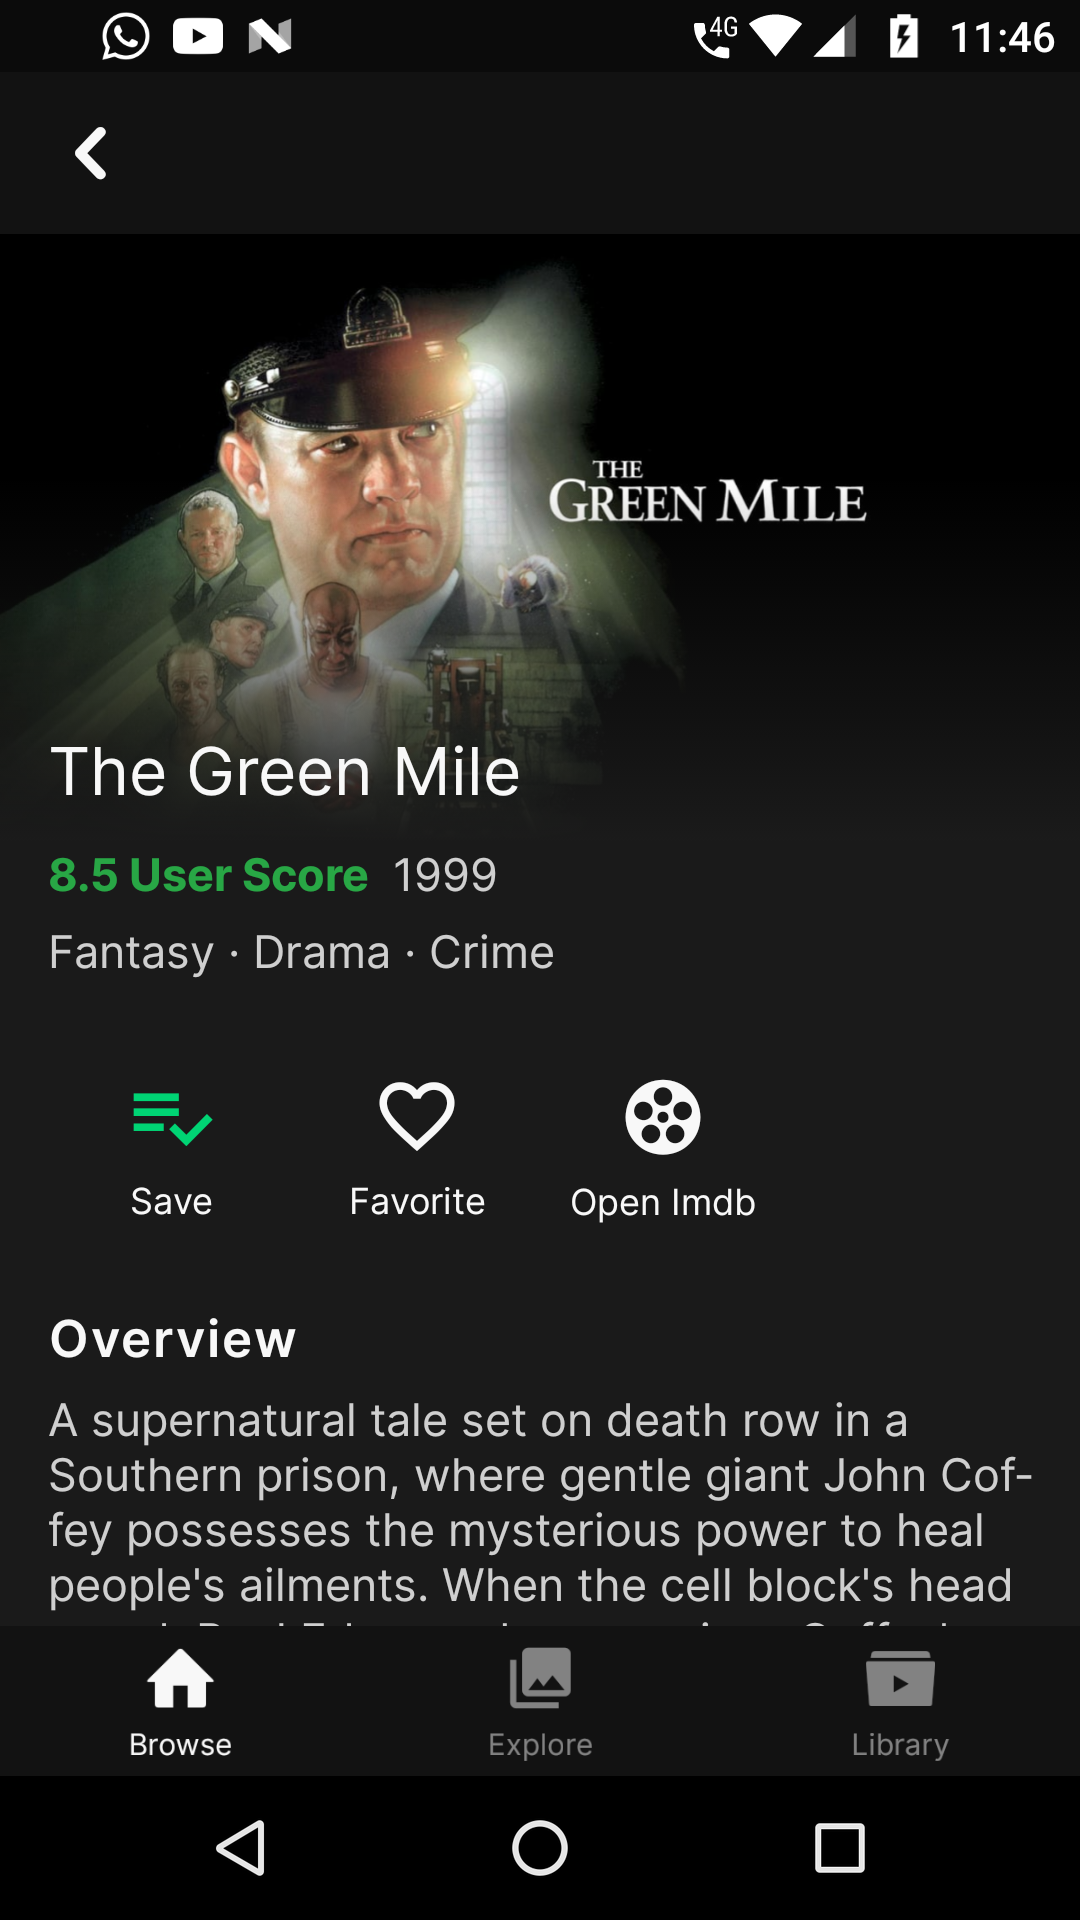 4G 11:46
THE
GREEN MILE
The Green Mile
8.5 User Score 1999
Fantasy · Drama · Crime
Save Favorite Open Imdb
Overview
A supernatural tale set on death row in a
Southern prison, where gentle giant John Cof-
fey possesses the mysterious power to heal
people's ailments. When the cell block's head
Browse Explore Library